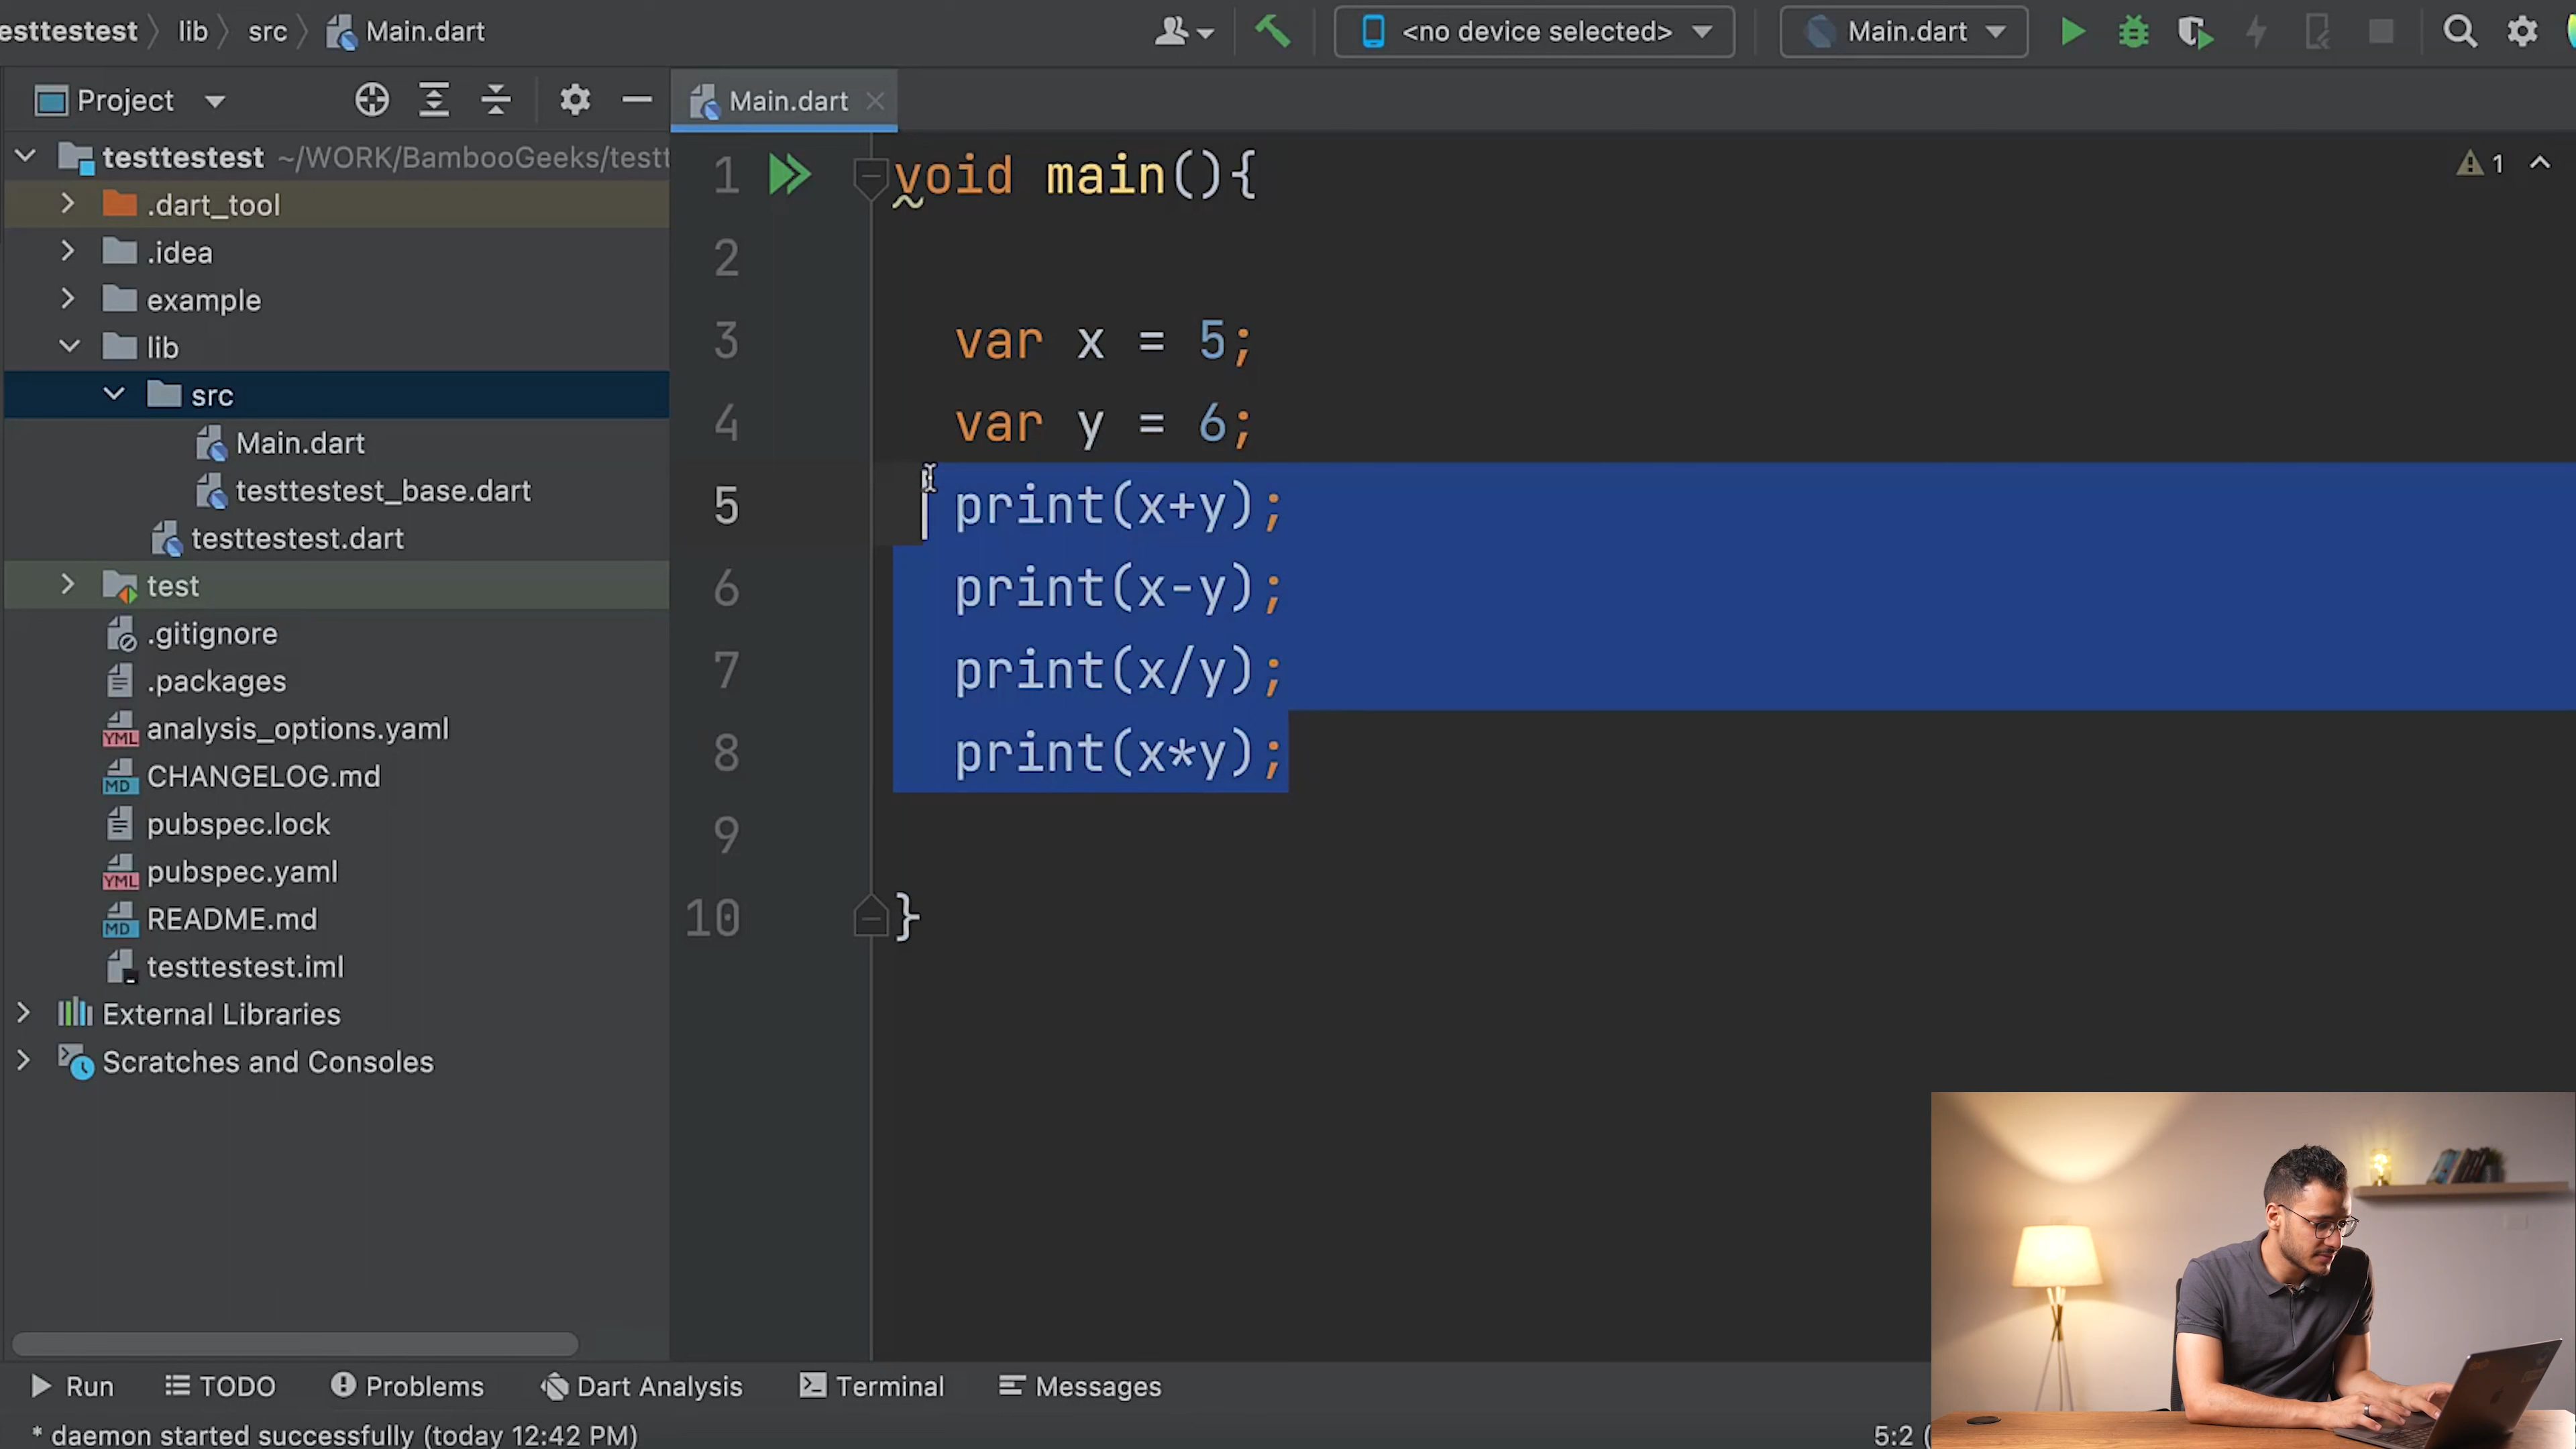 esttestest
lib
src
Main.dart
<no device selected>
Main.dart
Project
Main.dart
testtestest ~/WORK/BambooGeeks/testt
.dart_tool
.idea
example
lib
src
Main.dart
testtestest_base.dart
testtestest.dart
test
.gitignore
.packages
YML analysis_options.yaml
MD CHANGELOG.md
pubspec.lock
YML pubspec.yaml
MD README.md
testtestest.iml
External Libraries
Scratches and Consoles
1 void main(){
2
3 var x = 5;
4 var y = 6;
5 print(x+y);
6 print(x-y);
7 print(x/y);
8 print(x*y);
9
10 }
1
Run
TODO
Problems
Dart Analysis
Terminal
Messages
* daemon started successfully (today 12:42 PM)
5:2 (